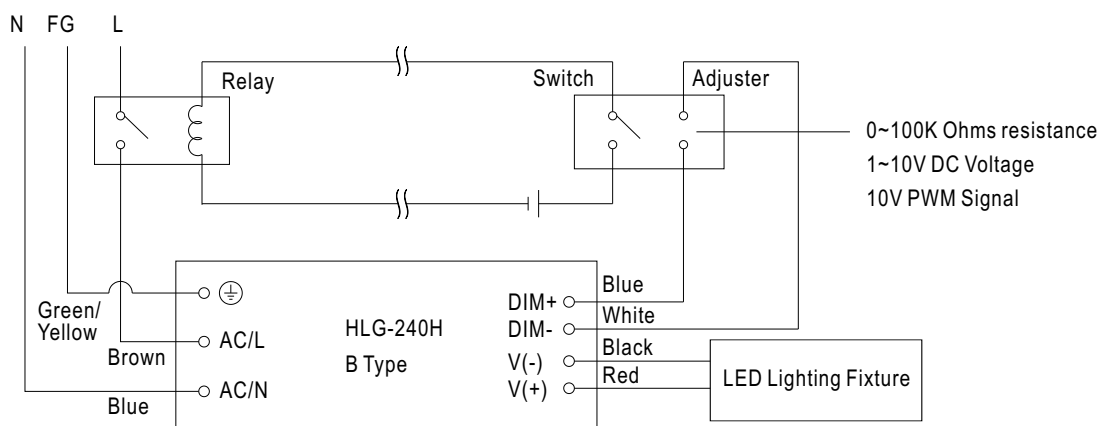 N FG L
Relay
Switch
Adjuster
0~100K Ohms resistance
1~10V DC Voltage
10V PWM Signal
Green/
Yellow
Brown
Blue
AC/L
AC/N
HLG-240H
B Type
DIM+
DIM-
V(-)
V(+)
Blue
White
Black
Red
LED Lighting Fixture